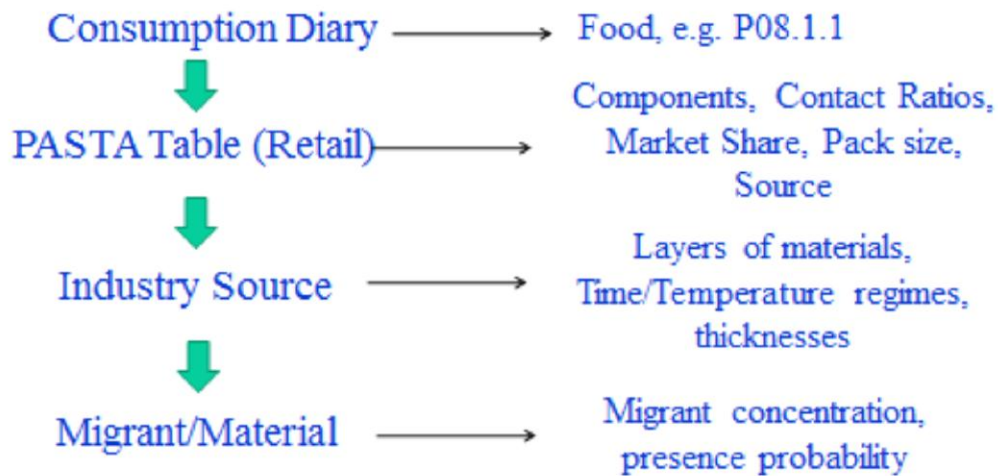 Consumption Diary
Food, e.g. P08.1.1
PASTA Table (Retail)
Components, Contact Ratios,
Market Share, Pack size,
Source
Industry Source
Layers of materials,
Time/Temperature regimes,
thicknesses
Migrant/Material
Migrant concentration,
presence probability